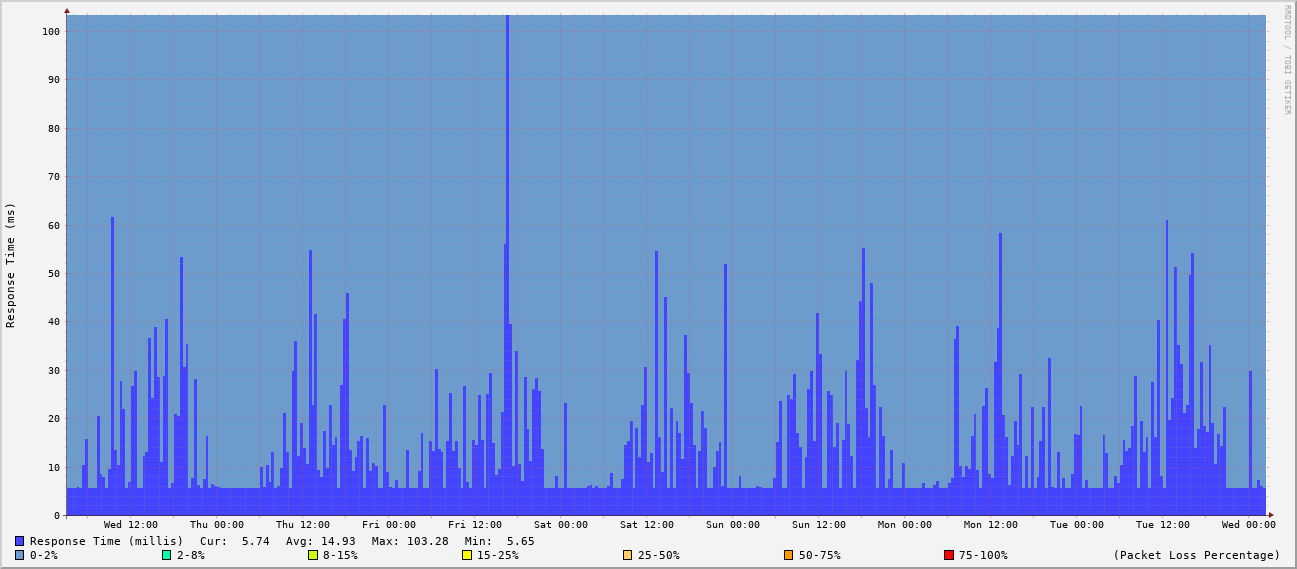 RRDTOOL / TOBI OETIKER
Response Time (ms)
100
90
80
70
60
50
40
30
20
10
0
Wed 12:00 Thu 00:00 Thu 12:00 Fri 00:00 Fri 12:00 Sat 00:00 Sat 12:00 Sun 00:00 Sun 12:00 Mon 00:00 Mon 12:00 Tue 00:00 Tue 12:00 Wed 00:00
Response Time (millis) Cur: 5.74 Avg: 14.93 Max: 103.28 Min: 5.65
0-2% 2-8% 8-15% 15-25% 25-50% 50-75% 75-100% (Packet Loss Percentage)